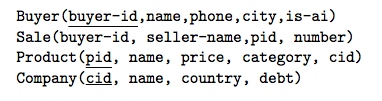 Buyer(buyer-id,name,phone,city,is-ai)
Sale(buyer-id, seller-name,pid, number)
Product(pid, name, price, category, cid)
Company(cid, name, country, debt)